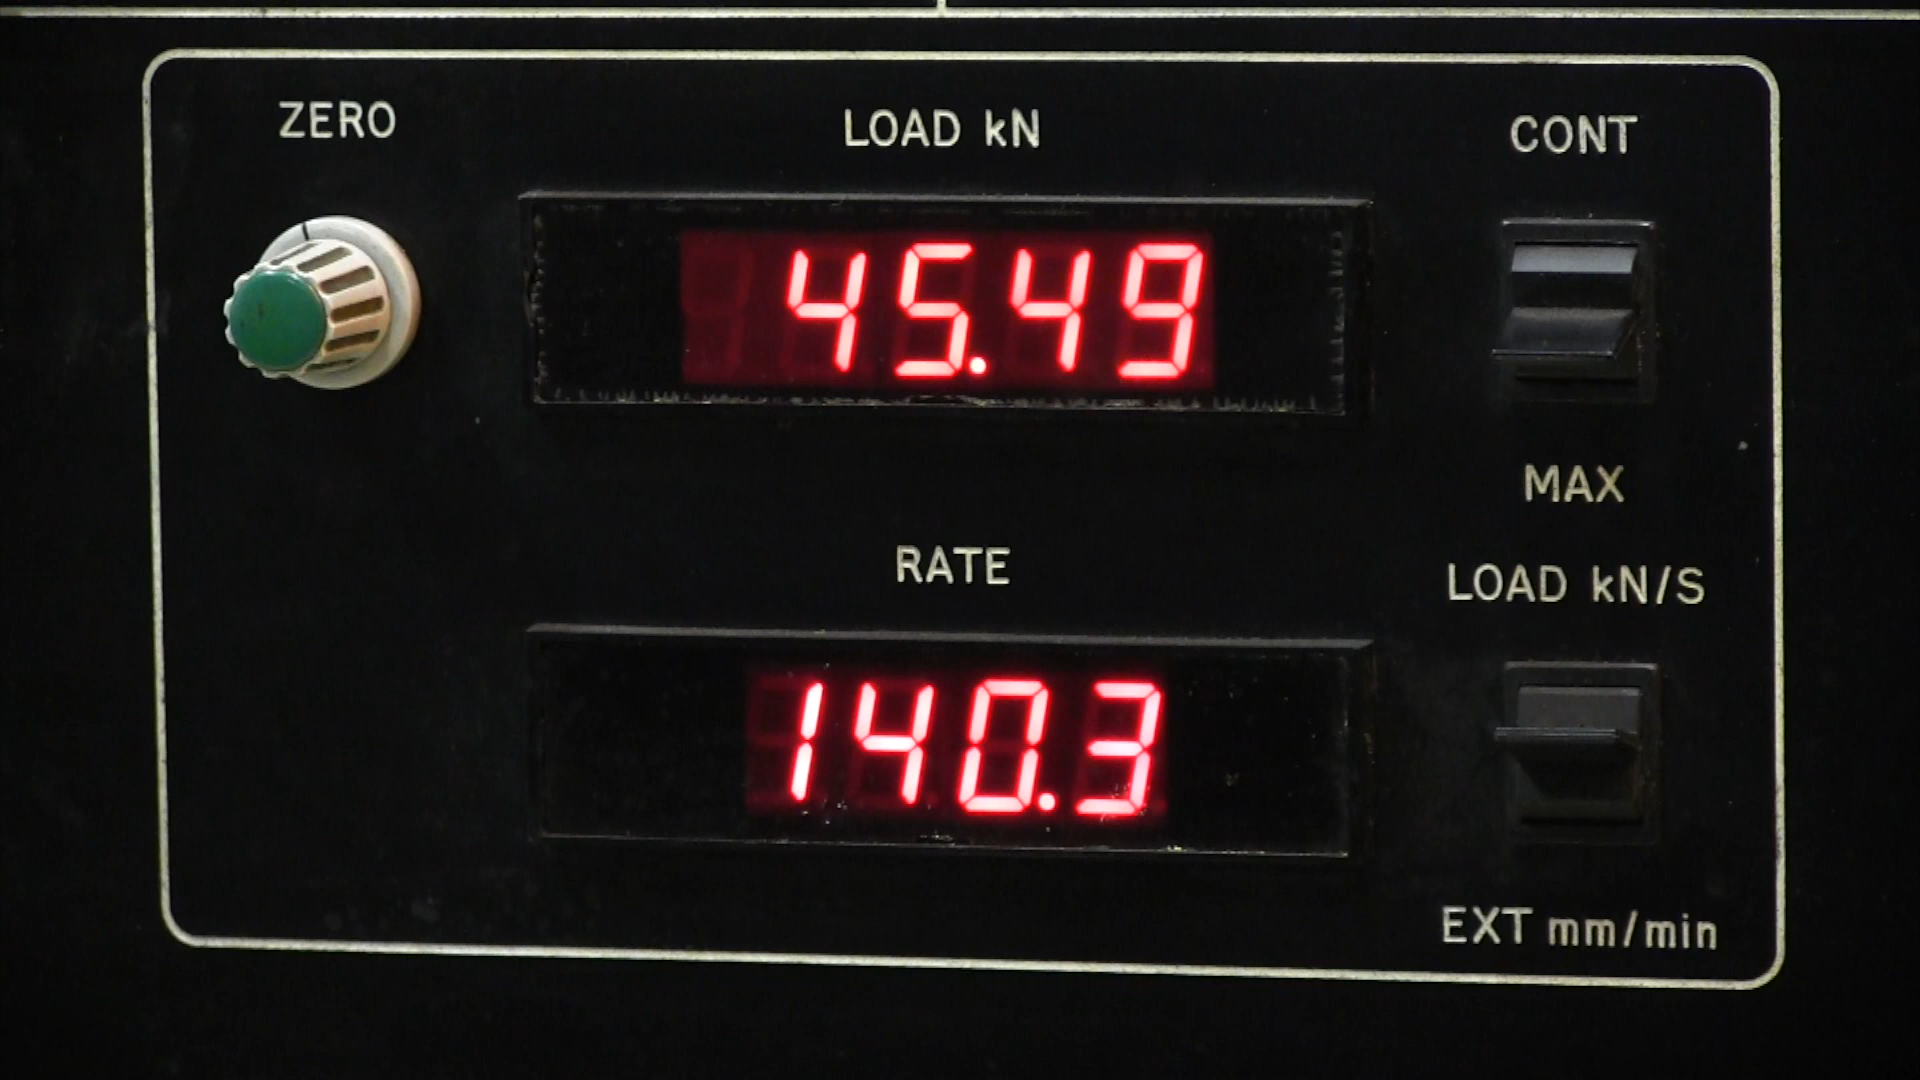 ZERO
LOAD kN
CONT
45.49
MAX
RATE
LOAD kN/S
140.3
EXT mm/min